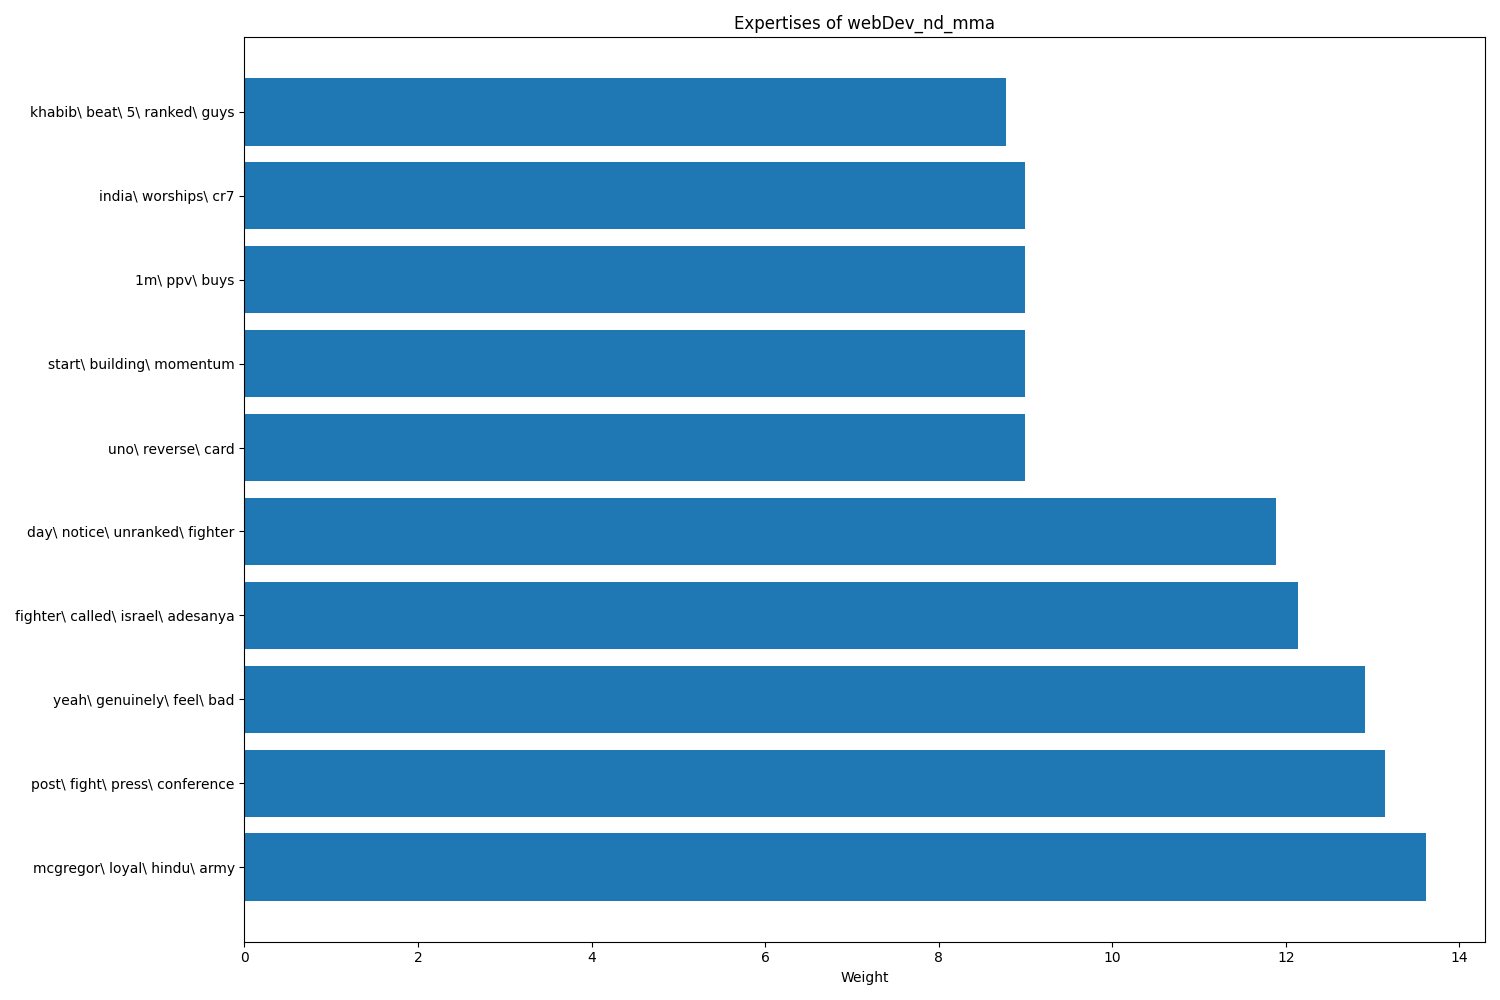 Expertises of webDev_nd_mma
khabib\ beat\ 5\ ranked\ guys
india\ worships\ cr7
1m\ ppv\ buys
start\ building\ momentum
uno\ reverse\ card
day\ notice\ unranked\ fighter
fighter\ called\ israel\ adesanya
yeah\ genuinely\ feel\ bad
post\ fight\ press\ conference
mcgregor\ loyal\ hindu\ army
0 2 4 6 8 10 12 14
Weight